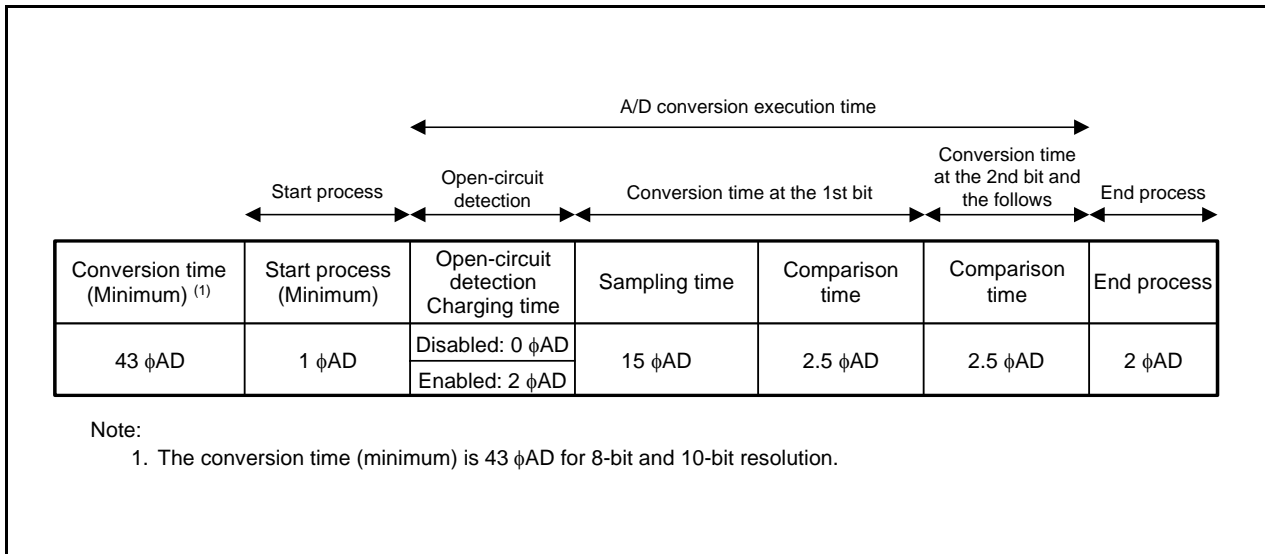 A/D conversion execution time
Start process
Open-circuit
detection
Conversion time at the 1st bit
Conversion time
at the 2nd bit and
the follows
End process
Conversion time
(Minimum) (1)
Start process
(Minimum)
Open-circuit
detection
Charging time
Sampling time
Comparison
time
Comparison
time
End process
43 ϕAD
1 ϕAD
Disabled: 0 ϕAD
Enabled: 2 ϕAD
15 ϕAD
2.5 ϕAD
2.5 ϕAD
2 ϕAD
Note:
1. The conversion time (minimum) is 43 ϕAD for 8-bit and 10-bit resolution.